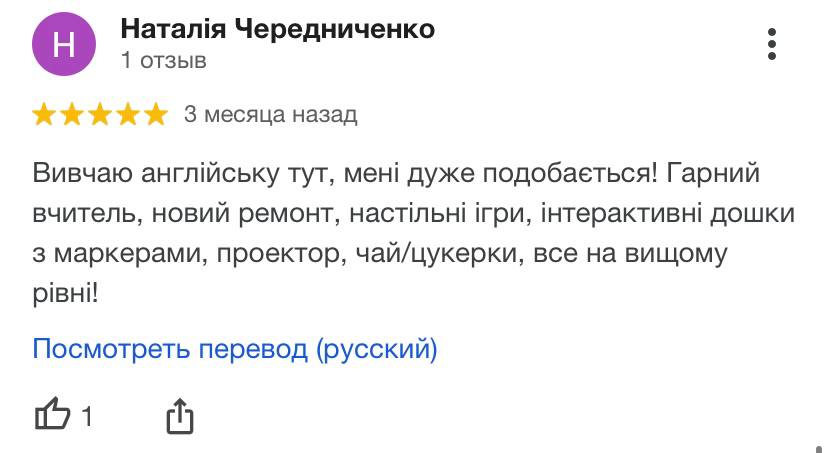 Н
Наталія Чередниченко
1 отзыв
3 месяца назад
Вивчаю англійську тут, мені дуже подобається! Гарний
вчитель, новий ремонт, настільні ігри, інтерактивні дошки
з маркерами, проектор, чай/цукерки, все на вищому
рівні!
Посмотреть перевод (русский)
1